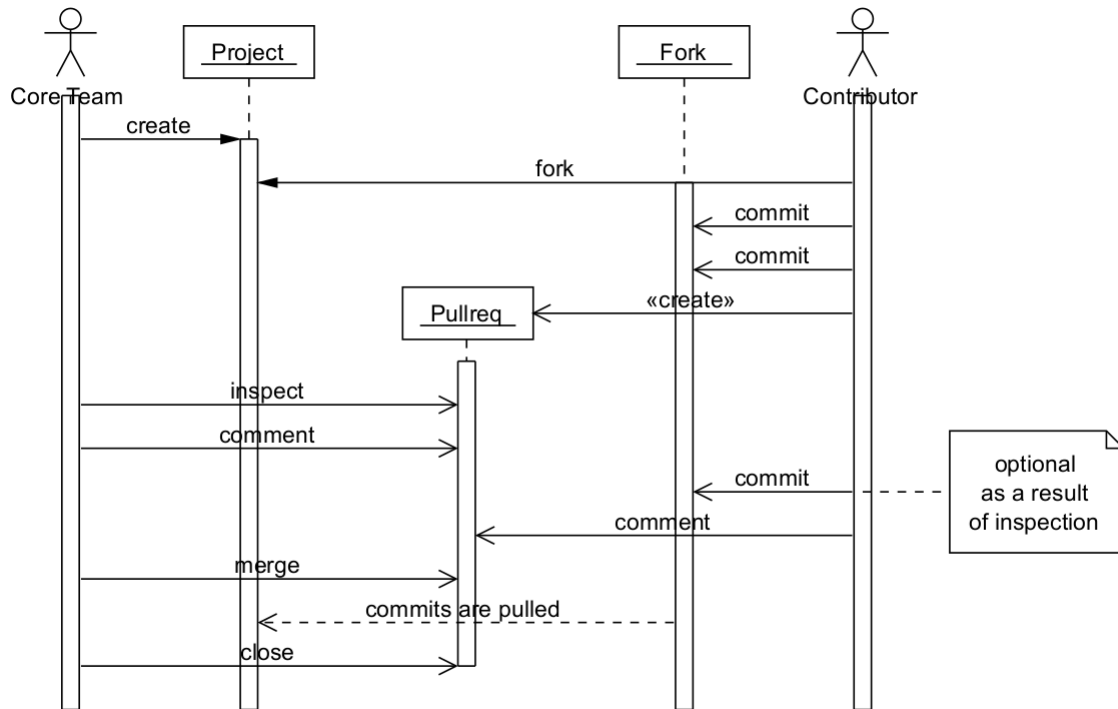 Project
Fork
Core Team
Contributor
create
fork
commit
commit
«create»
Pullreq
inspect
comment
commit
optional
as a result
of inspection
comment
merge
commits are pulled
close